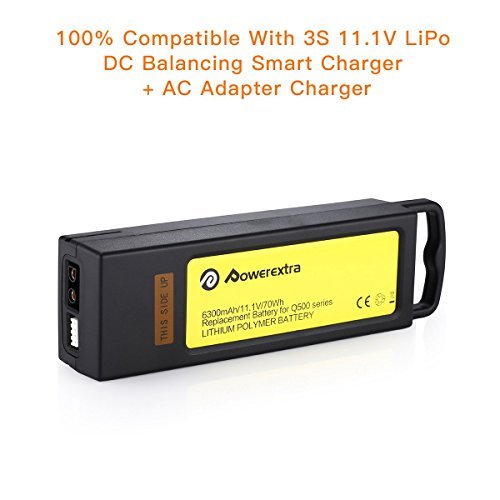 100% Compatible With 3S 11.1V LiPo
DC Balancing Smart Charger
+ AC Adapter Charger
THIS SIDE UP
Powerextra
6300mAh/11.1V/70Wh
Replacement Battery for Q500 series
LITHIUM POLYMER BATTERY
CE